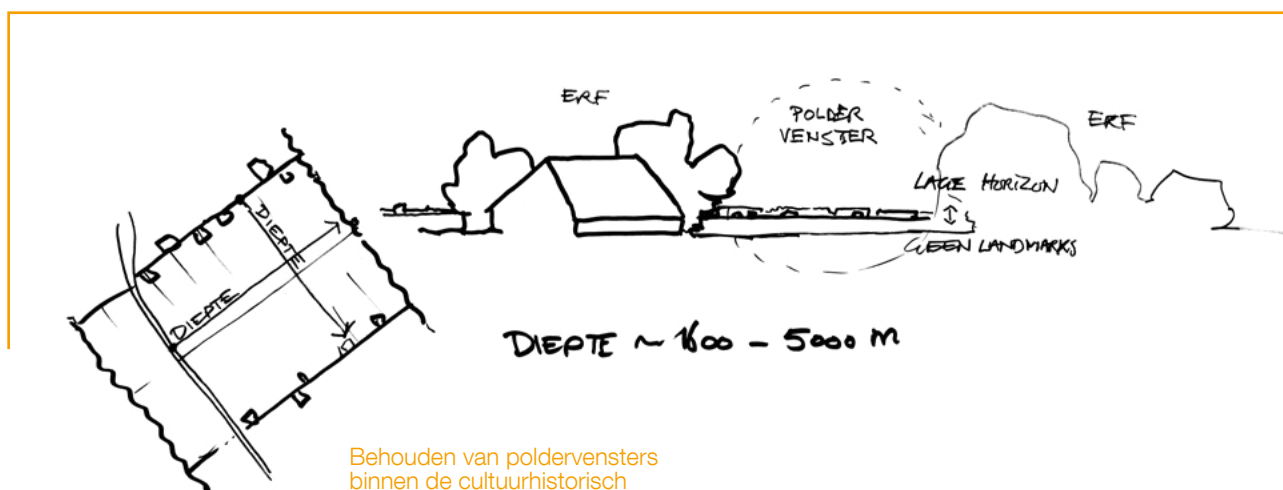 ERF
POLDER
VENSTER
ERF
LAGE HORIZON
GEEN LANDMARKS
DIEPTE
DIEPTE
DIEPTE ~ 1600 - 5000 M
Behouden van poldervensters
binnen de cultuurhistorisch